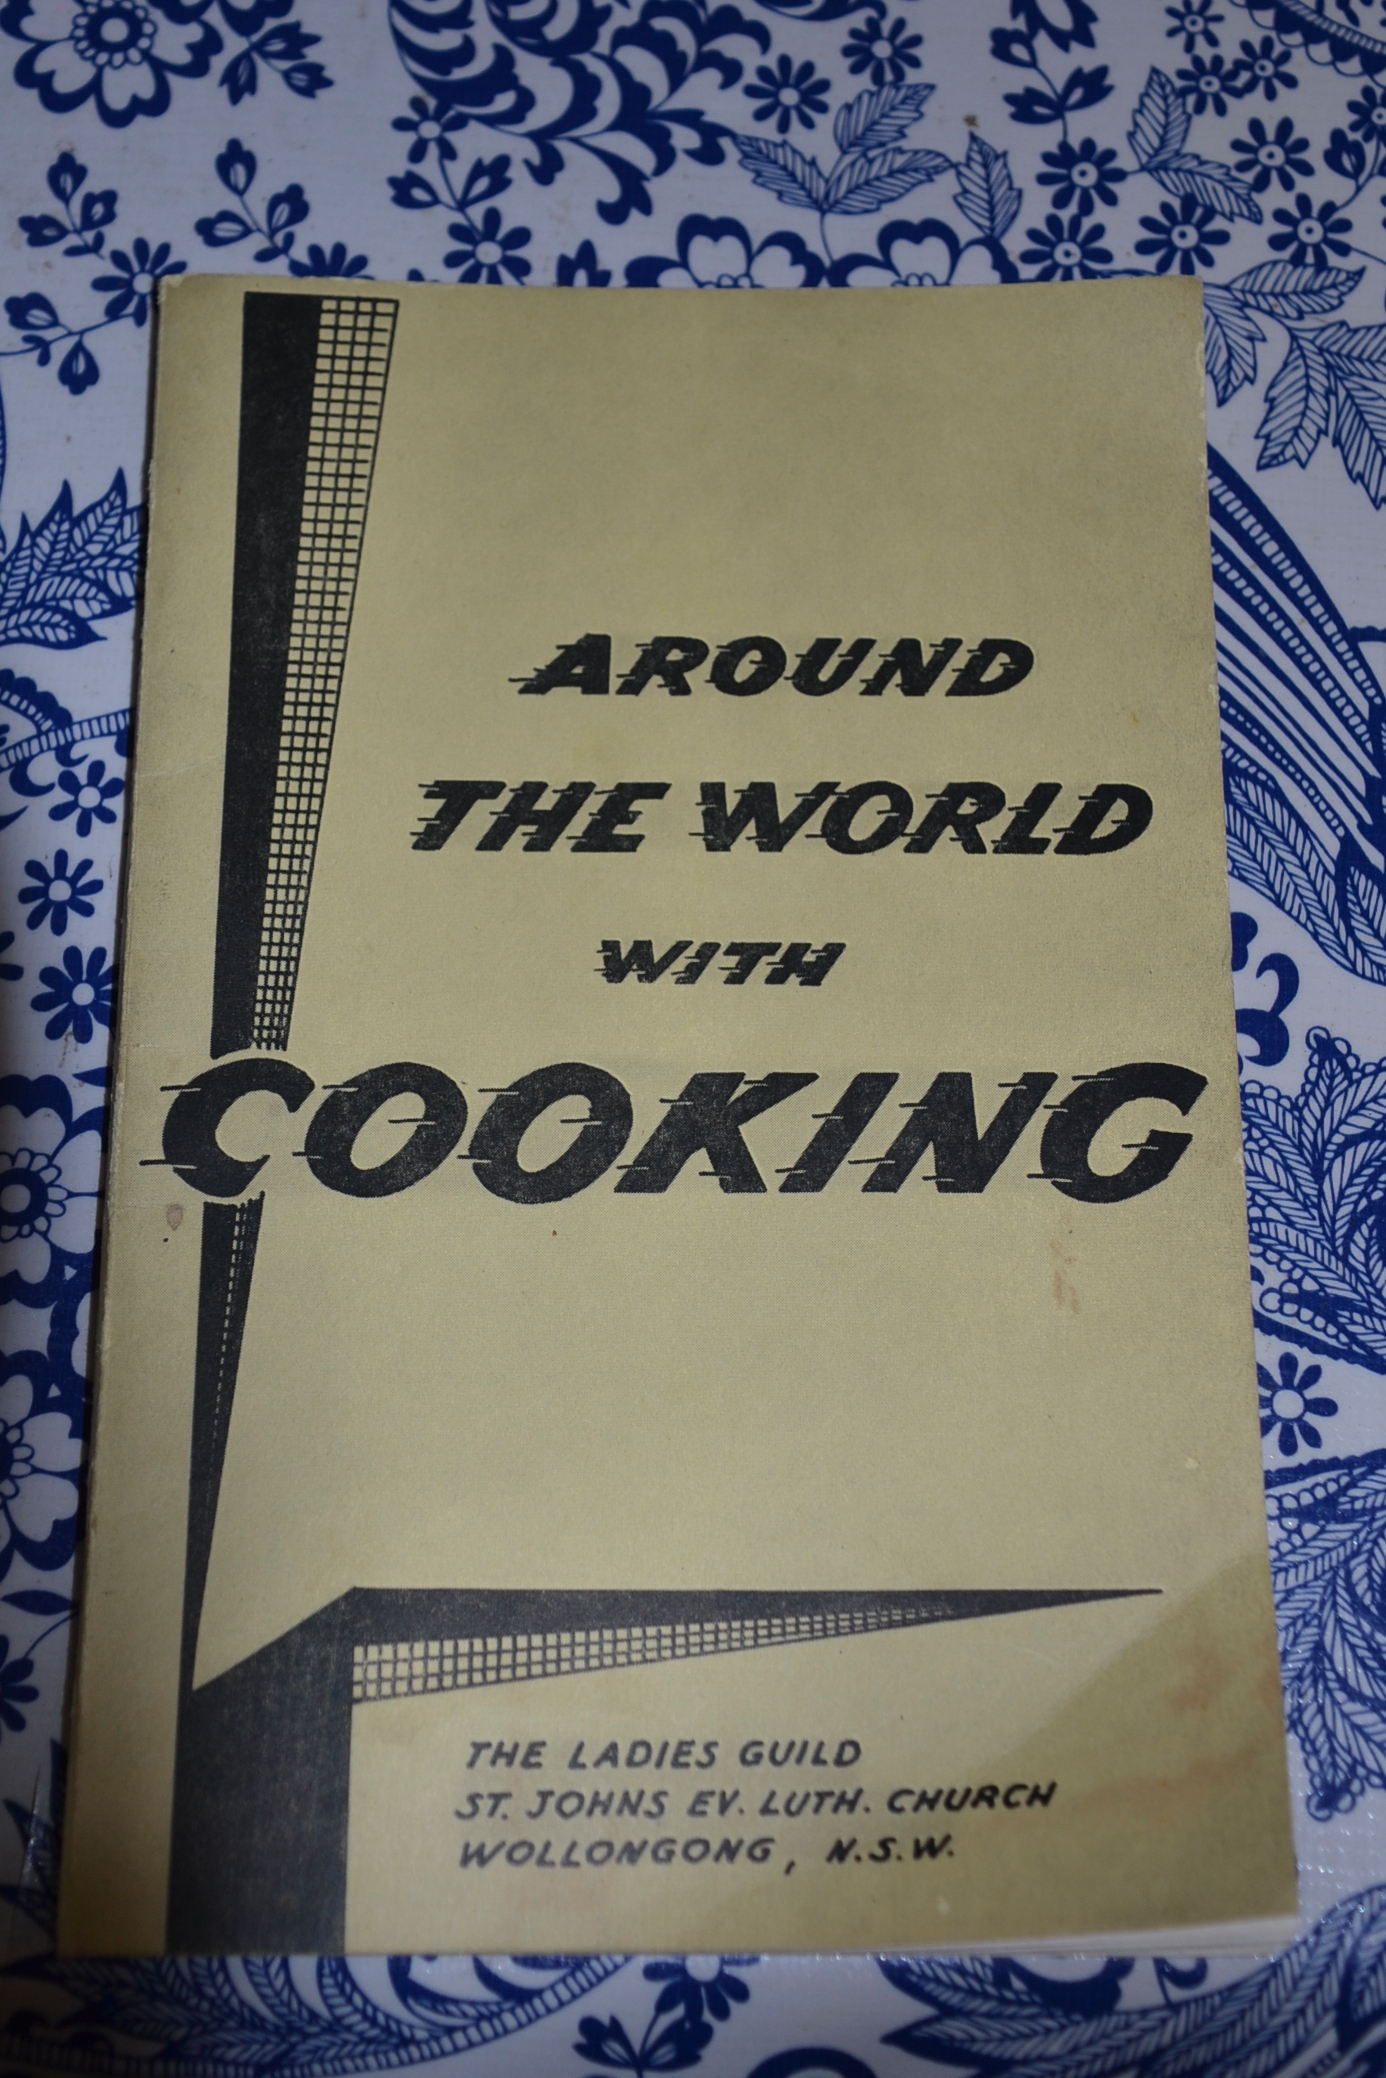 AROUND
THE WORLD
WITH
COOKING
THE LADIES GUILD
ST. JOHNS EV. LUTH. CHURCH
WOLLONGONG, N.S.W.